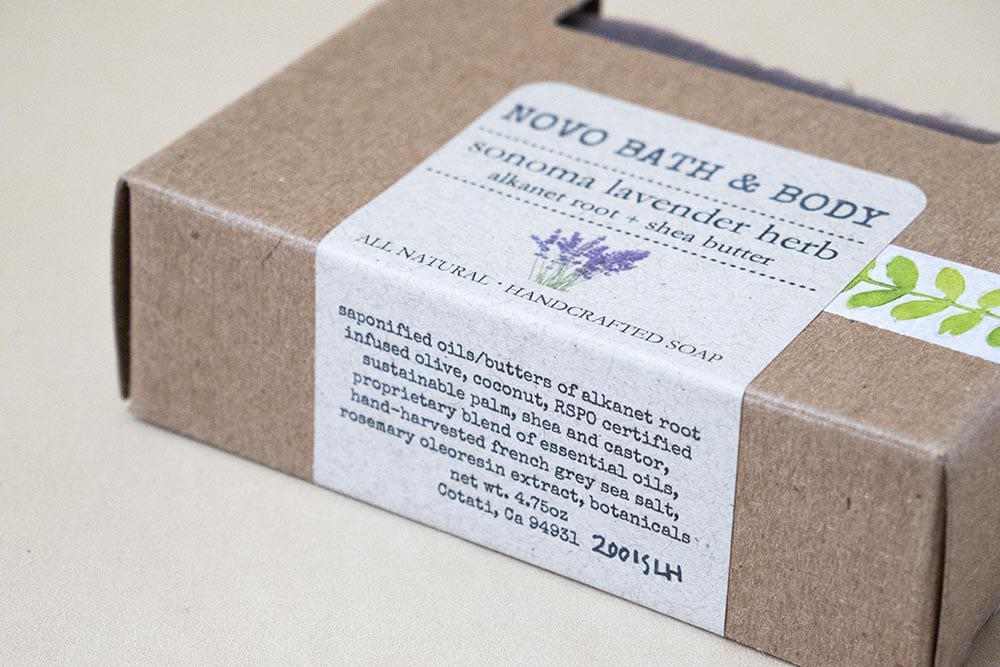 NOVO BATH & BODY
sonoma lavender herb
alkanet root + shea butter
ALL NATURAL · HANDCRAFTED SOAP
saponified oils/butters of alkanet root
infused olive, coconut, RSPO certified
sustainable palm, shea and castor,
proprietary blend of essential oils,
hand-harvested french grey sea salt,
rosemary oleoresin extract, botanicals
net wt. 4.75oz
Cotati, Ca 94931 2001SLH